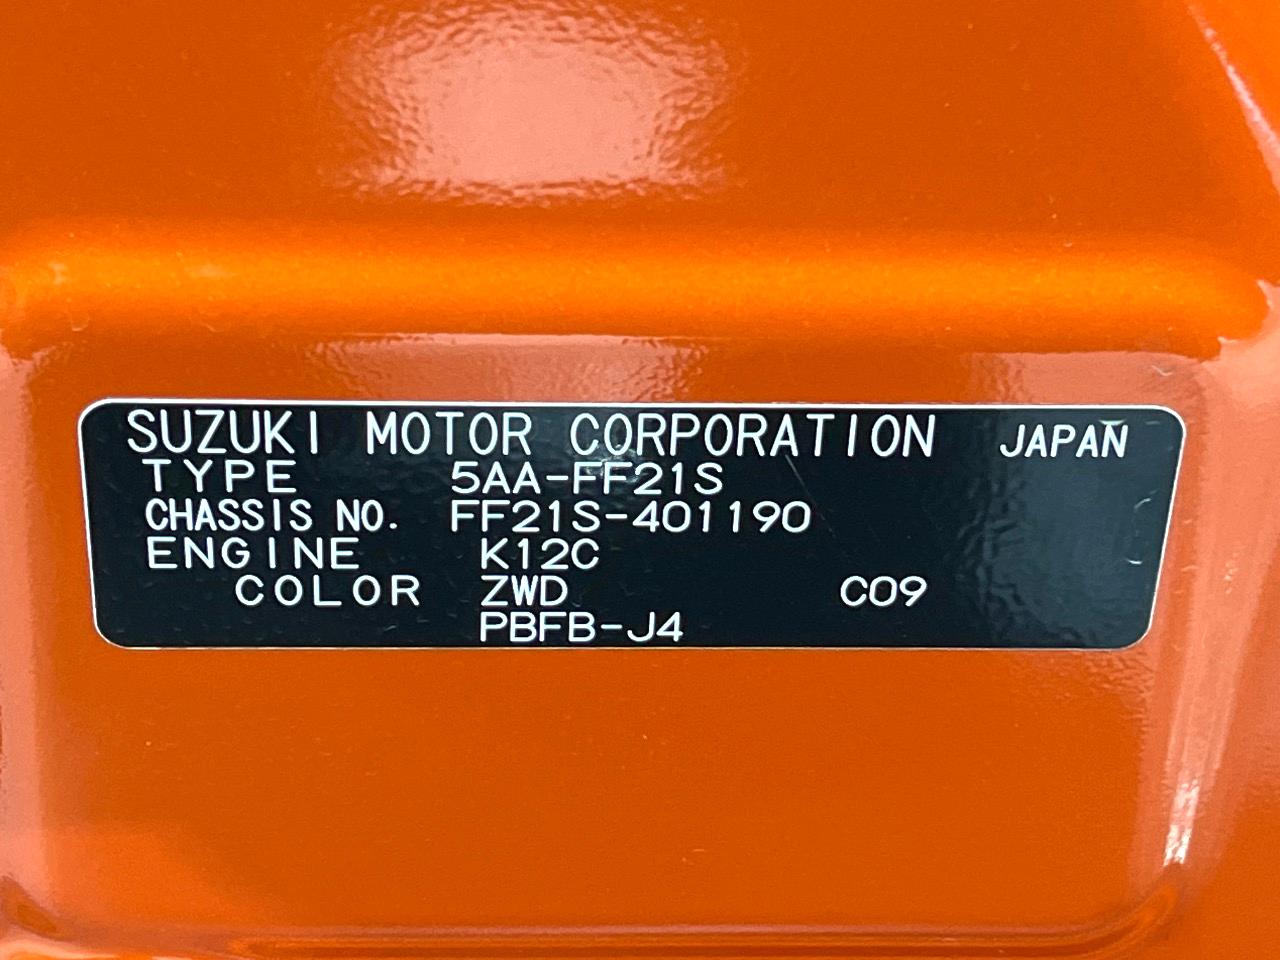 SUZUKI MOTOR CORPORATION JAPAN
TYPE 5AA-FF21S
CHASSIS NO. FF21S-401190
ENGINE K12C
COLOR ZWD C09
PBFB-J4